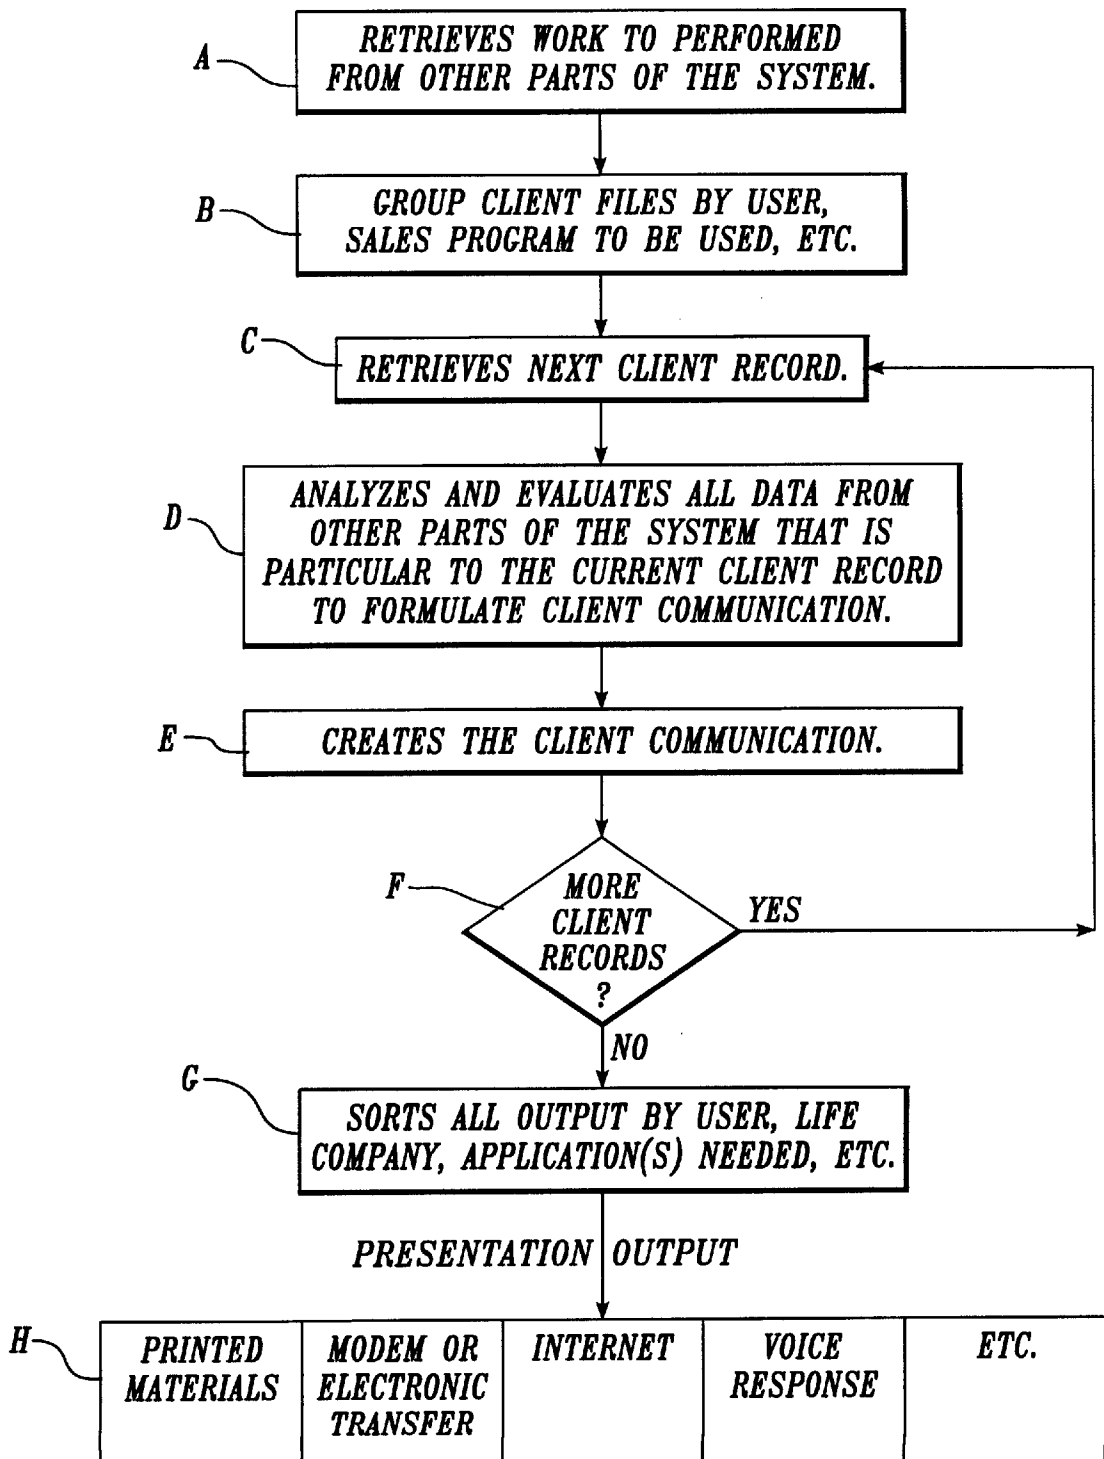 A
RETRIEVES WORK TO PERFORMED
FROM OTHER PARTS OF THE SYSTEM.
B
GROUP CLIENT FILES BY USER,
SALES PROGRAM TO BE USED, ETC.
C
RETRIEVES NEXT CLIENT RECORD.
D
ANALYZES AND EVALUATES ALL DATA FROM
OTHER PARTS OF THE SYSTEM THAT IS
PARTICULAR TO THE CURRENT CLIENT RECORD
TO FORMULATE CLIENT COMMUNICATION.
E
CREATES THE CLIENT COMMUNICATION.
F
MORE
CLIENT
RECORDS
?
YES
NO
G
SORTS ALL OUTPUT BY USER, LIFE
COMPANY, APPLICATION(S) NEEDED, ETC.
PRESENTATION OUTPUT
H
PRINTED
MATERIALS
MODEM OR
ELECTRONIC
TRANSFER
INTERNET
VOICE
RESPONSE
ETC.